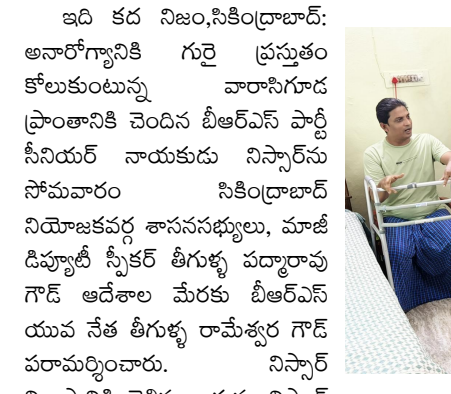 ఇది కద నిజం,సికింద్రాబాద్:
అనారోగ్యానికి గురై ప్రస్తుతం
కోలుకుంటున్న వారాసిగూడ
ప్రాంతానికి చెందిన బీఆర్ఎస్ పార్టీ
సీనియర్ నాయకుడు నిస్సార్‌ను
సోమవారం సికింద్రాబాద్
నియోజకవర్గ శాసనసభ్యులు, మాజీ
డిప్యూటీ స్పీకర్ తీగుళ్ళ పద్మారావు
గౌడ్ ఆదేశాల మేరకు బీఆర్ఎస్
యువ నేత తీగుళ్ళ రామేశ్వర గౌడ్
పరామర్శించారు. నిస్సార్